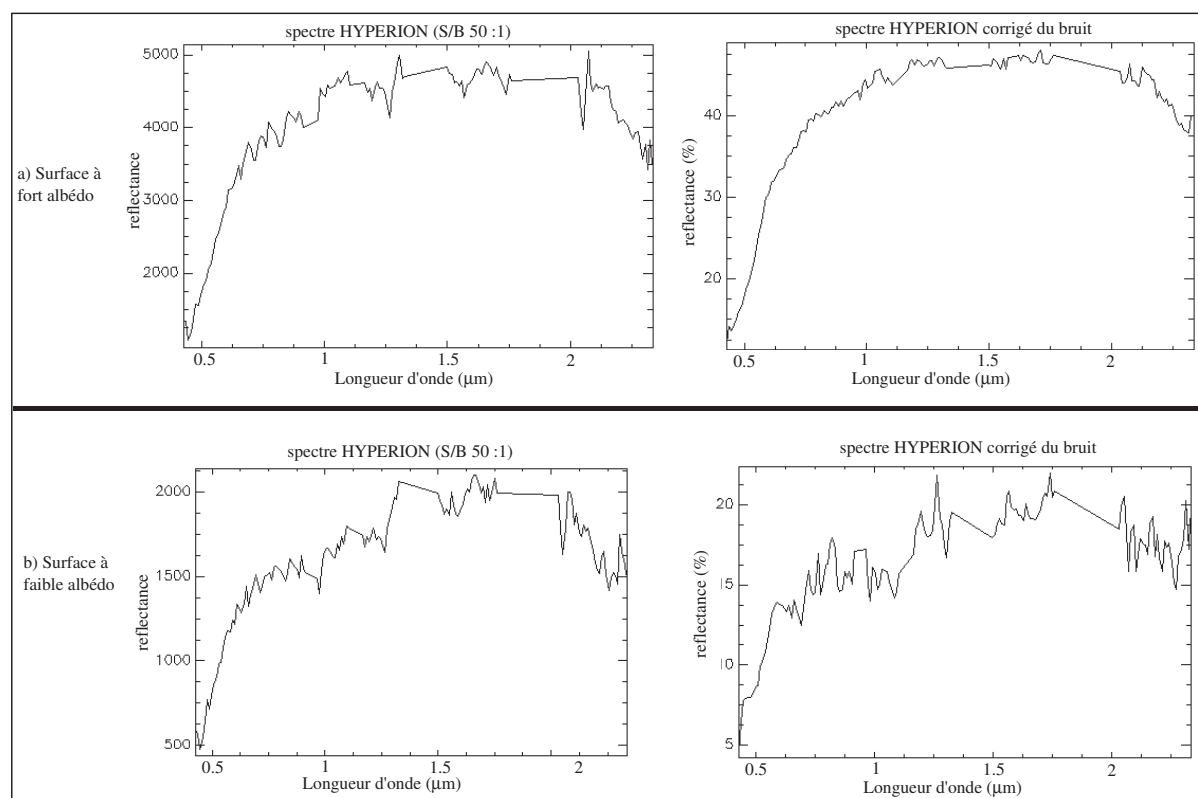 spectre HYPERION (S/B 50 :1)
5000
4000
3000
2000
reflectance
0.5 1 1.5 2
Longueur d'onde (μm)
spectre HYPERION corrigé du bruit
40
30
20
reflectance (%)
0.5 1 1.5 2
Longueur d'onde (μm)
a) Surface à
fort albédo
spectre HYPERION (S/B 50 :1)
2000
1500
1000
500
reflectance
0.5 1 1.5 2
Longueur d'onde (μm)
spectre HYPERION corrigé du bruit
20
15
10
5
reflectance (%)
0.5 1 1.5 2
Longueur d'onde (μm)
b) Surface à
faible albédo